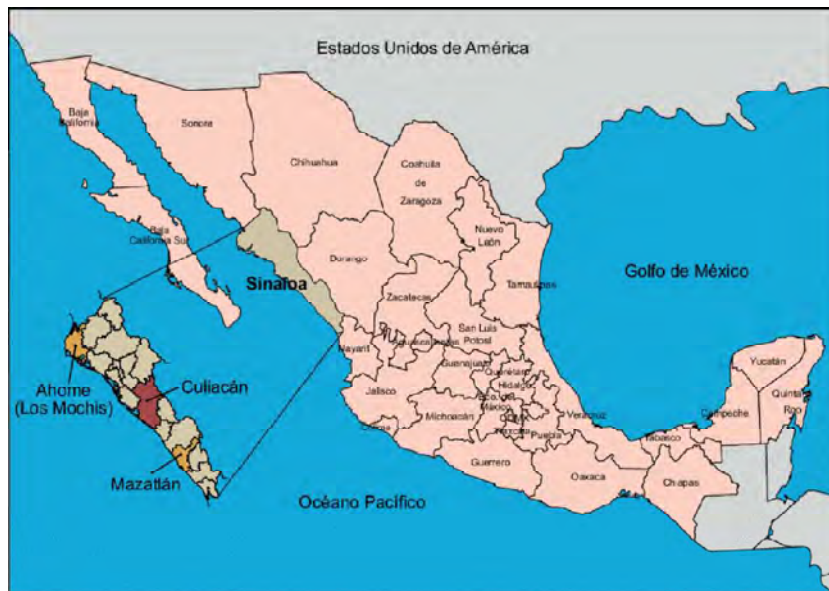 Estados Unidos de América
Baja
California
Sonora
Chihuahua
Coahuila
de
Zaragoza
Nuevo
León
Baja
California Sur
Durango
Sinaloa
Tamaulipas
Golfo de México
Zacatecas
San Luis
Potosí
Nayarit
Guanajuato
Querétaro
Hidalgo
Yucatán
Ahome
(Los Mochis)
Culiacán
Jalisco
México
Quintana
Roo
Michoacán
Veracruz
Campeche
Puebla
Tabasco
Mazatlán
Guerrero
Oaxaca
Chiapas
Océano Pacífico